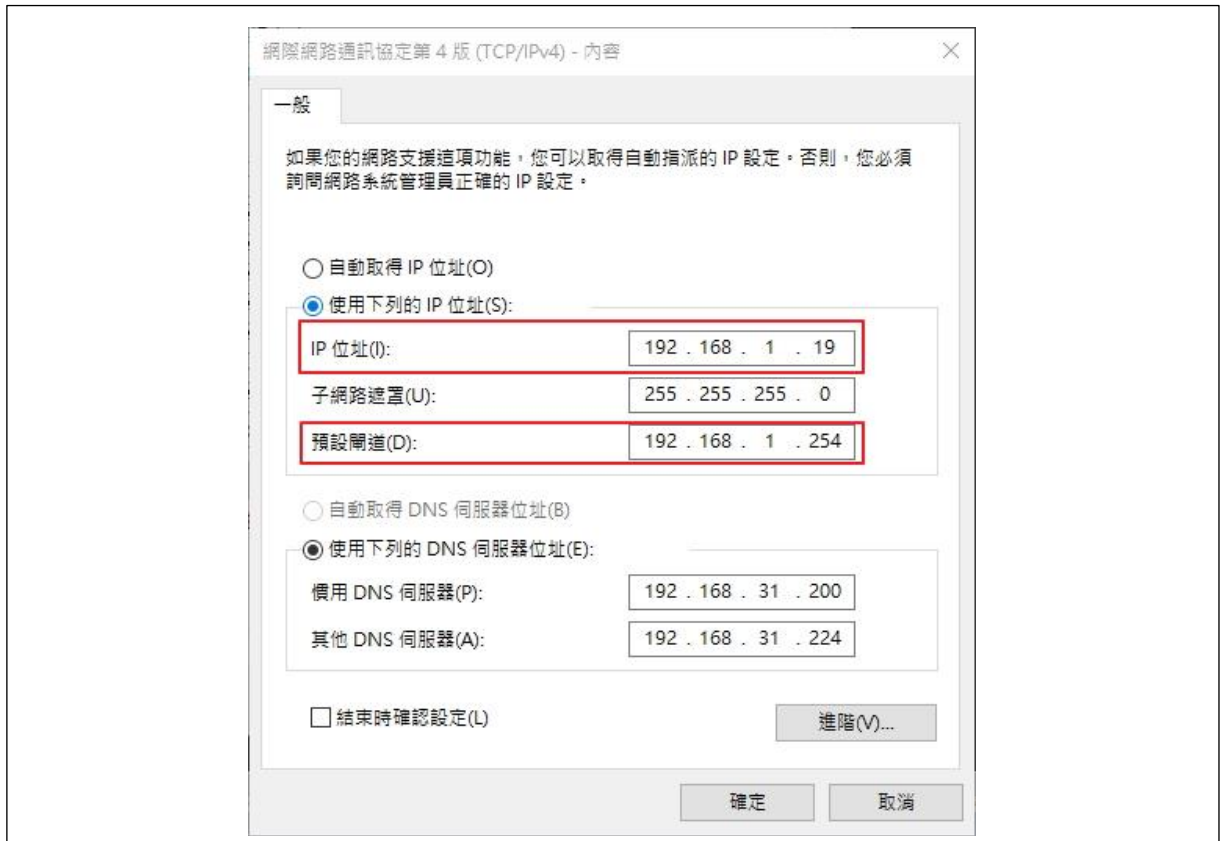 網際網路通訊協定第 4 版 (TCP/IPv4) - 內容
一般
如果您的網路支援這項功能，您可以取得自動指派的 IP 設定。否則，您必須
詢問網路系統管理員正確的 IP 設定。
自動取得 IP 位址(O)
使用下列的 IP 位址(S):
IP 位址(I): 192 . 168 . 1 . 19
子網路遮罩(U): 255 . 255 . 255 . 0
預設閘道(D): 192 . 168 . 1 . 254
自動取得 DNS 伺服器位址(B)
使用下列的 DNS 伺服器位址(E):
慣用 DNS 伺服器(P): 192 . 168 . 31 . 200
其他 DNS 伺服器(A): 192 . 168 . 31 . 224
結束時確認設定(L)
進階(V)...
確定 取消